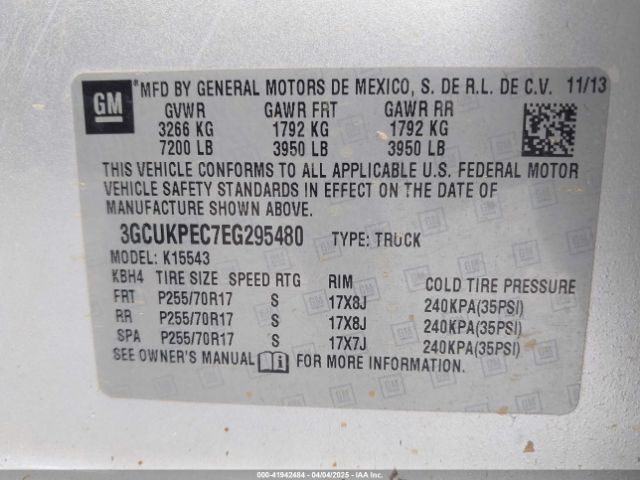 GM *MFD BY GENERAL MOTORS DE MEXICO, S. DE R.L. DE C.V. 11/13
GVWR GAWR FRT GAWR RR
3266 KG 1792 KG 1792 KG
7200 LB 3950 LB 3950 LB
THIS VEHICLE CONFORMS TO ALL APPLICABLE U.S. FEDERAL MOTOR
VEHICLE SAFETY STANDARDS IN EFFECT ON THE DATE OF
MANUFACTURE SHOWN ABOVE.
3GCUKPEC7EG295480 TYPE: TRUCK
MODEL: K15543
KBH4 TIRE SIZE SPEED RTG RIM COLD TIRE PRESSURE
FRT P255/70R17 S 17X8J 240KPA(35PSI)
RR P255/70R17 S 17X8J 240KPA(35PSI)
SPA P255/70R17 S 17X7J 240KPA(35PSI)
SEE OWNER'S MANUAL FOR MORE INFORMATION.
000-41942484 - 04/04/2025 - IAA Inc.